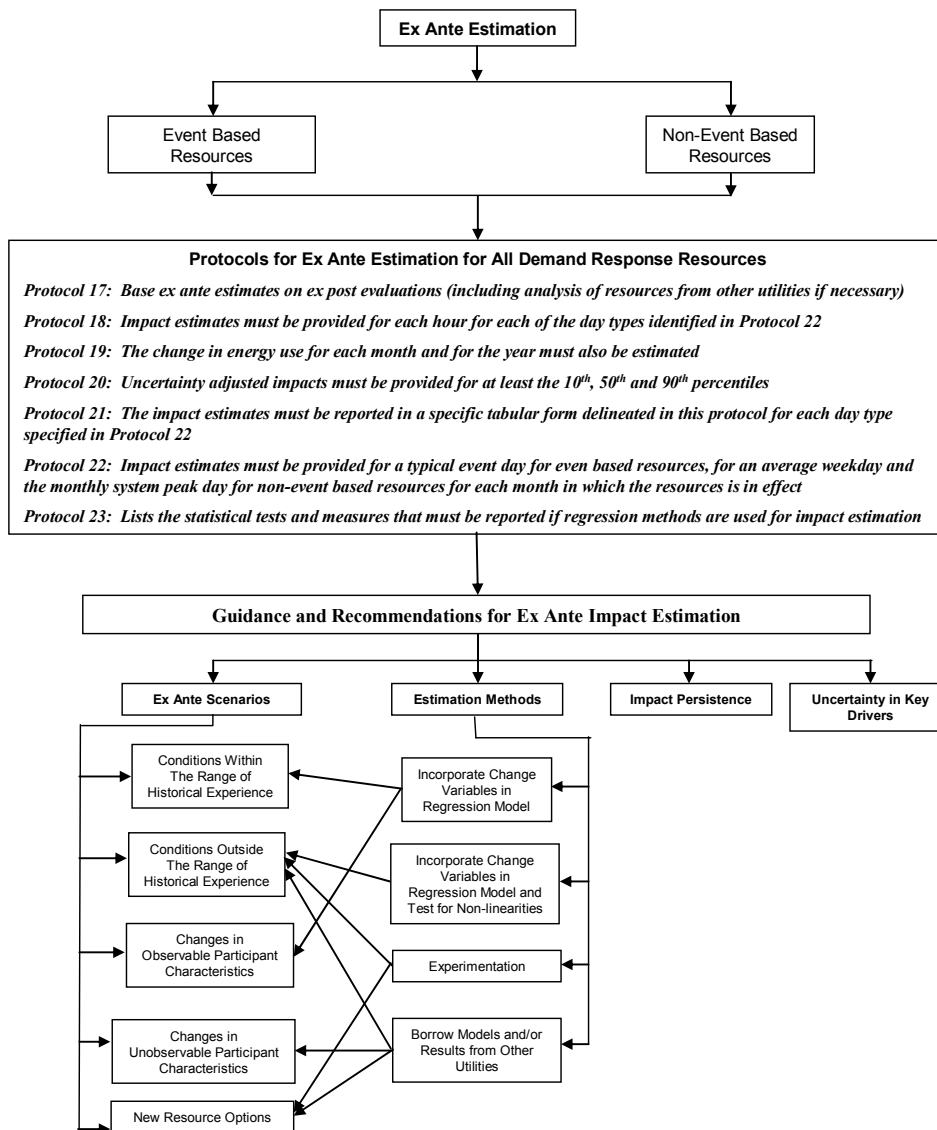 Ex Ante Estimation
Event Based
Resources
Non-Event Based
Resources
Protocols for Ex Ante Estimation for All Demand Response Resources
Protocol 17: Base ex ante estimates on ex post evaluations (including analysis of resources from other utilities if necessary)
Protocol 18: Impact estimates must be provided for each hour for each of the day types identified in Protocol 22
Protocol 19: The change in energy use for each month and for the year must also be estimated
Protocol 20: Uncertainty adjusted impacts must be provided for at least the 10th, 50th and 90th percentiles
Protocol 21: The impact estimates must be reported in a specific tabular form delineated in this protocol for each day type
specified in Protocol 22
Protocol 22: Impact estimates must be provided for a typical event day for even based resources, for an average weekday and
the monthly system peak day for non-event based resources for each month in which the resources is in effect
Protocol 23: Lists the statistical tests and measures that must be reported if regression methods are used for impact estimation
Guidance and Recommendations for Ex Ante Impact Estimation
Ex Ante Scenarios
Estimation Methods
Impact Persistence
Uncertainty in Key
Drivers
Conditions Within
The Range of
Historical Experience
Incorporate Change
Variables in
Regression Model
Conditions Outside
The Range of
Historical Experience
Incorporate Change
Variables in
Regression Model and
Test for Non-linearities
Changes in
Observable Participant
Characteristics
Experimentation
Changes in
Unobservable Participant
Characteristics
Borrow Models and/or
Results from Other
Utilities
New Resource Options